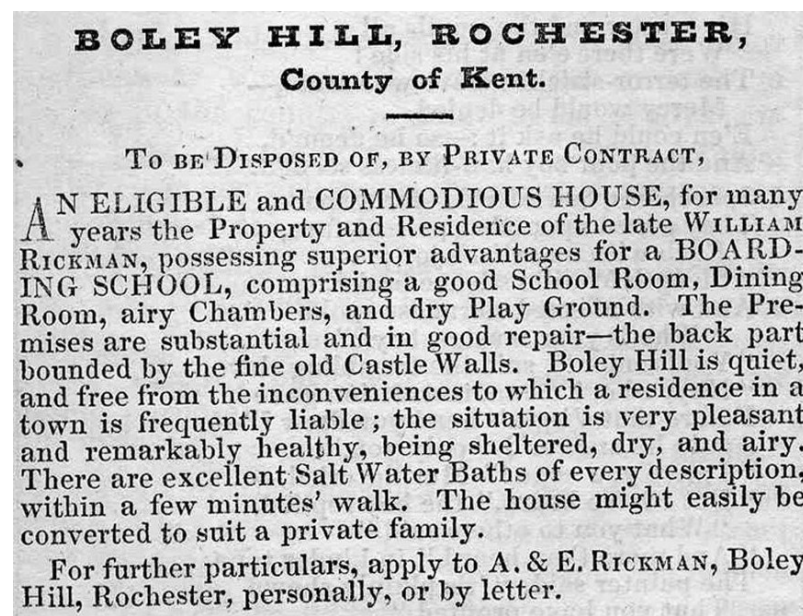 BOLEY HILL, ROCHESTER,
County of Kent.
TO BE DISPOSED OF, BY PRIVATE CONTRACT,
AN ELIGIBLE and COMMODIOUS HOUSE, for many
years the Property and Residence of the late WILLIAM
RICKMAN, possessing superior advantages for a BOARD-
ING SCHOOL, comprising a good School Room, Dining
Room, airy Chambers, and dry Play Ground. The Pre-
mises are substantial and in good repair—the back part
bounded by the fine old Castle Walls. Boley Hill is quiet,
and free from the inconveniences to which a residence in a
town is frequently liable; the situation is very pleasant
and remarkably healthy, being sheltered, dry, and airy.
There are excellent Salt Water Baths of every description,
within a few minutes' walk. The house might easily be
converted to suit a private family.
For further particulars, apply to A. & E. RICKMAN, Boley
Hill, Rochester, personally, or by letter.